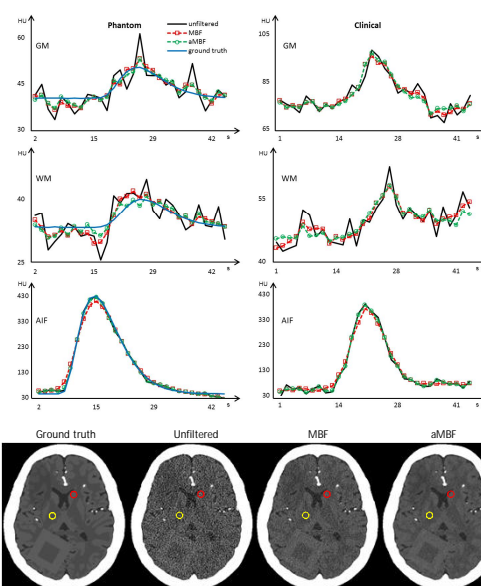 Phantom
Clinical
HU
60
45
30
GM
unfiltered
MBF
aMBF
ground truth
2 15 29 42 s
HU
105
85
65
GM
1 14 28 41 s
HU
40
25
WM
2 15 29 42 s
HU
55
40
WM
1 14 28 41 s
HU
430
330
230
130
30
AIF
2 15 29 42 s
HU
430
330
230
130
30
AIF
1 14 28 41 s
Ground truth Unfiltered MBF aMBF